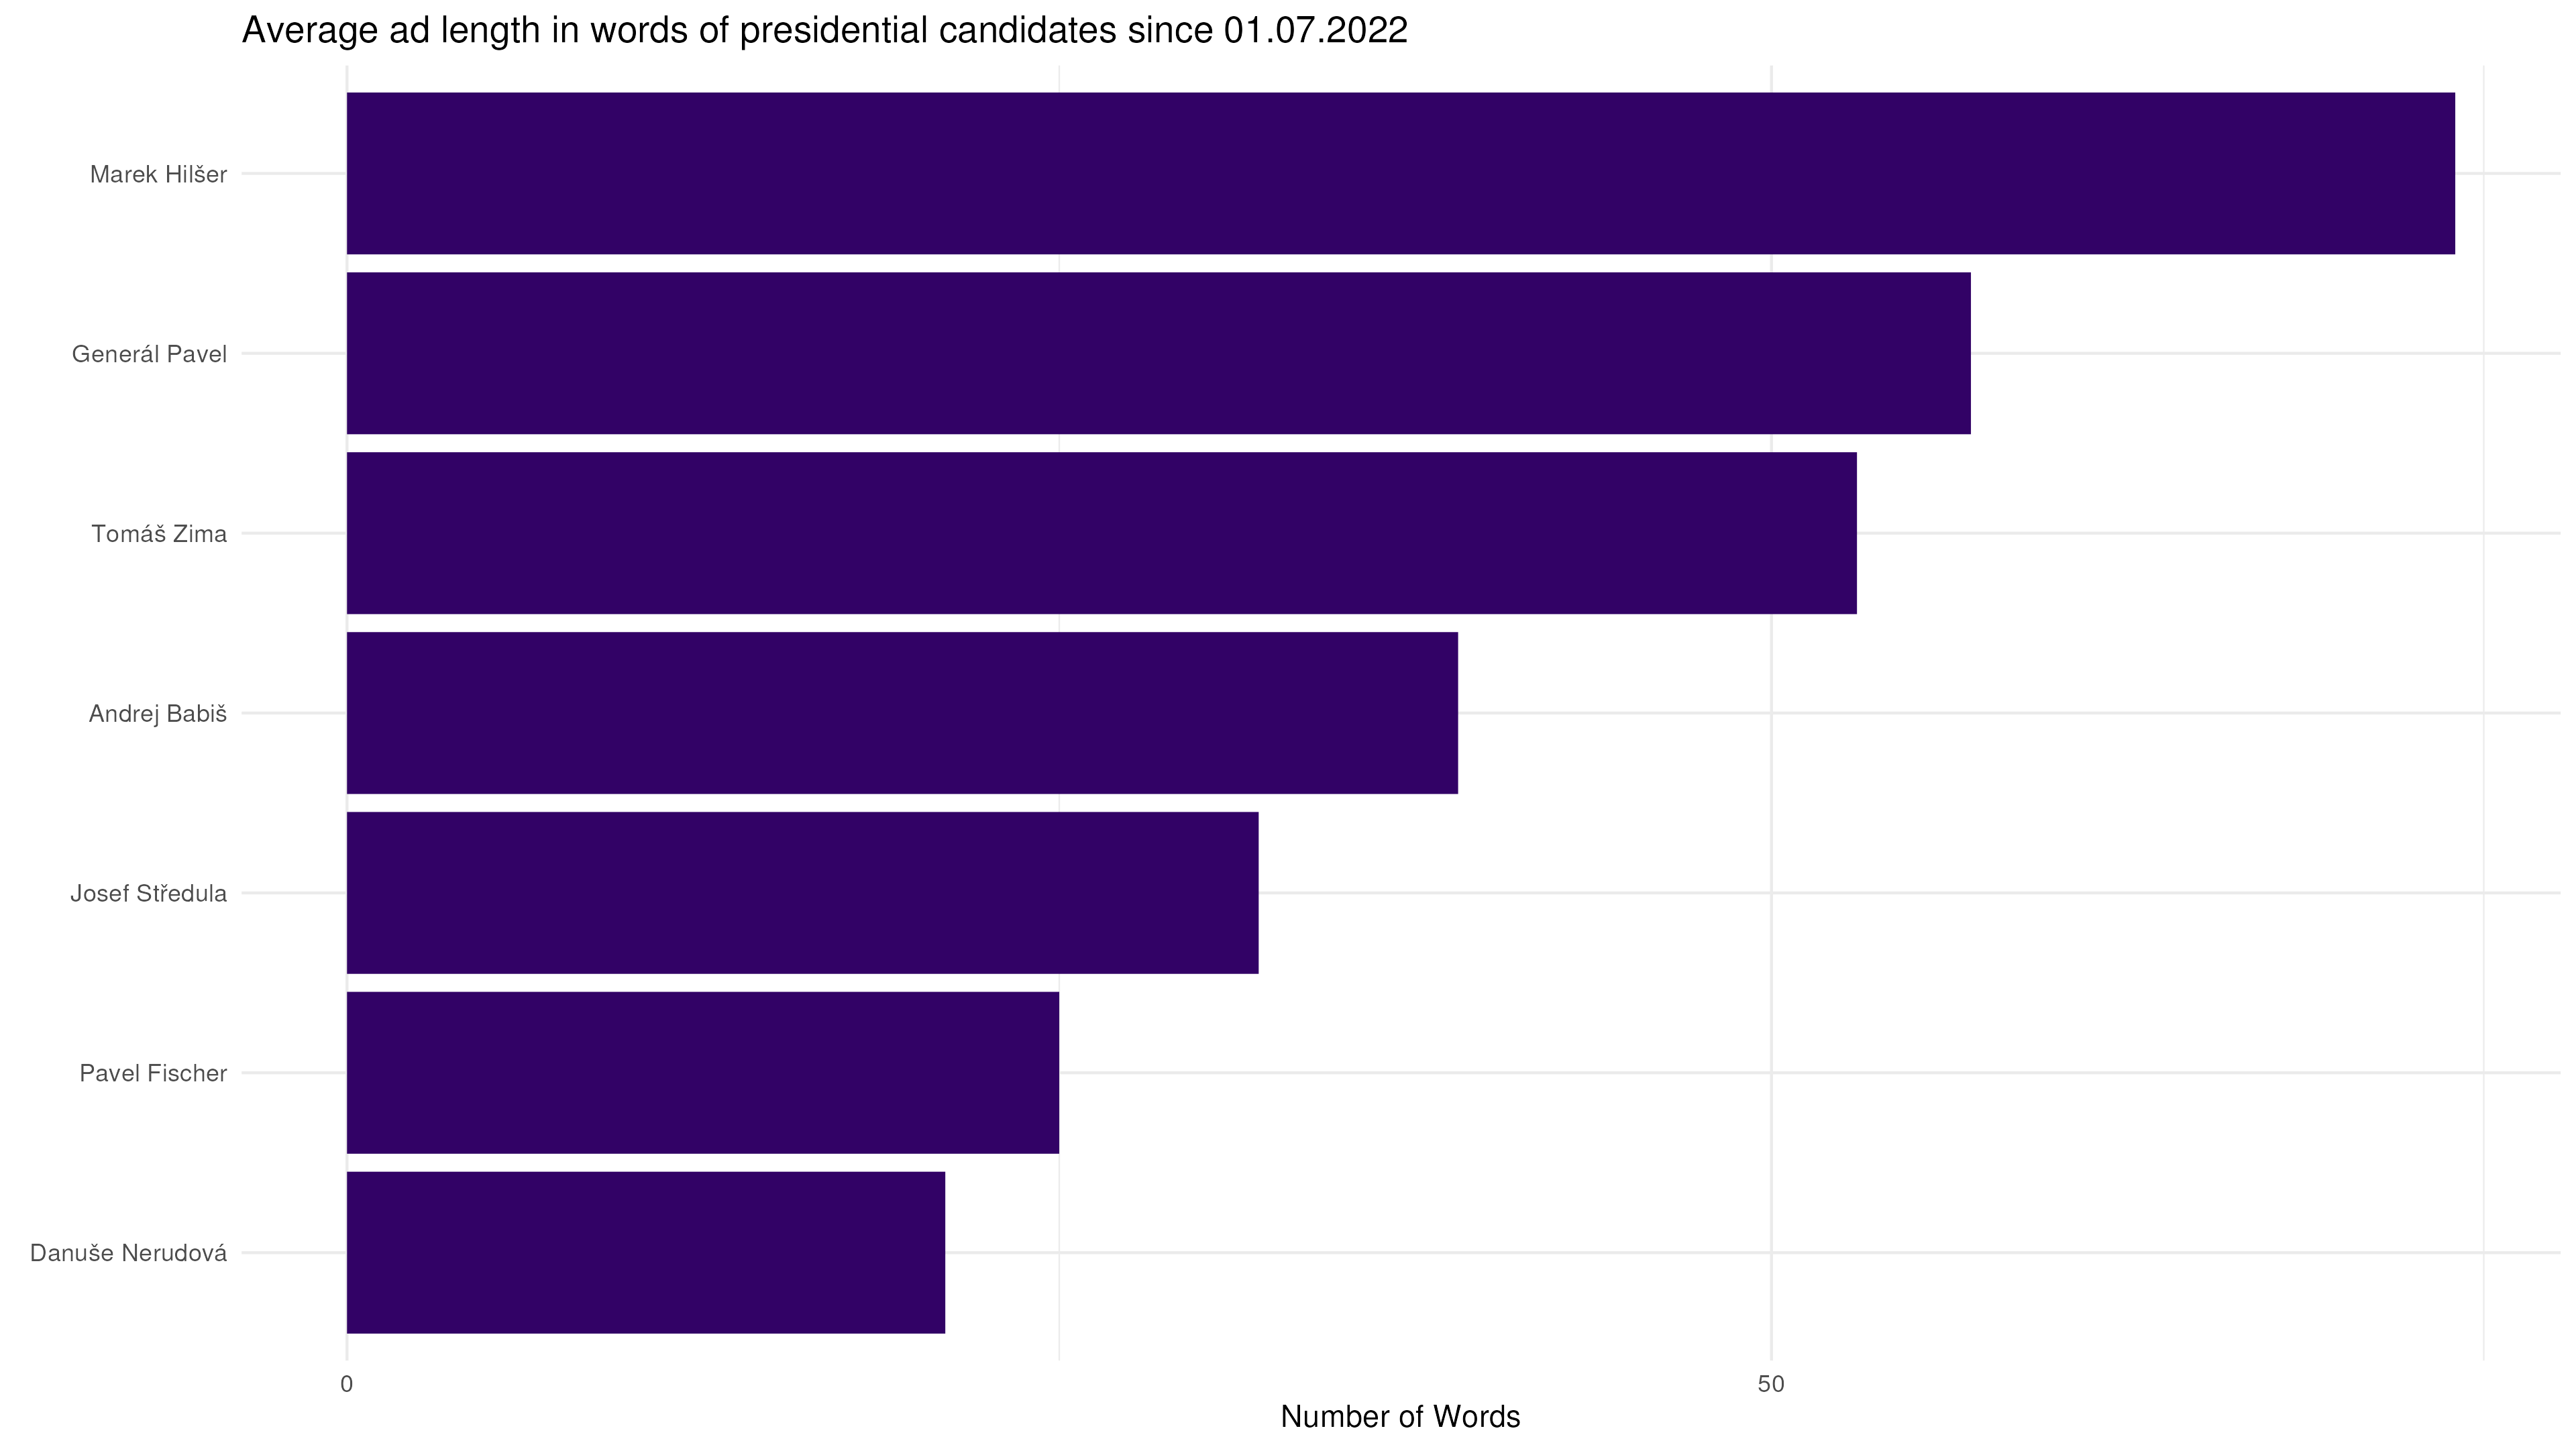 Average ad length in words of presidential candidates since 01.07.2022
Marek Hilšer
Generál Pavel
Tomáš Zima
Andrej Babiš
Josef Středula
Pavel Fischer
Danuše Nerudová
0
50
Number of Words